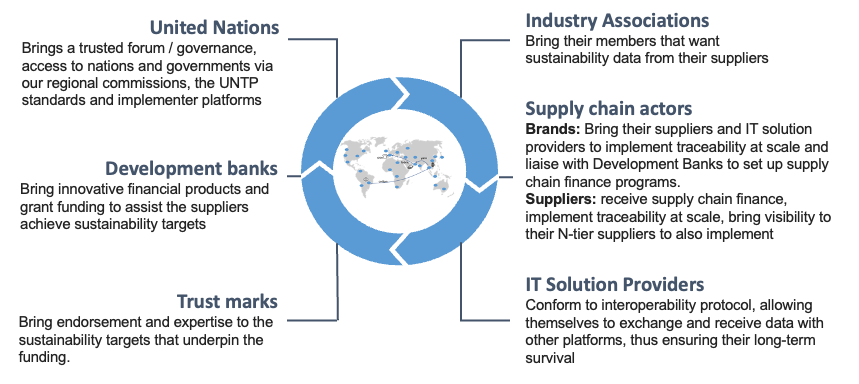 United Nations
Brings a trusted forum / governance,
access to nations and governments via
our regional commissions, the UNTP
standards and implementer platforms
Development banks
Bring innovative financial products and
grant funding to assist the suppliers
achieve sustainability targets
Trust marks
Bring endorsement and expertise to the
sustainability targets that underpin the
funding.
Industry Associations
Bring their members that want
sustainability data from their suppliers
Supply chain actors
Brands: Bring their suppliers and IT solution
providers to implement traceability at scale and
liaise with Development Banks to set up supply
chain finance programs.
Suppliers: receive supply chain finance,
implement traceability at scale, bring visibility to
their N-tier suppliers to also implement
IT Solution Providers
Conform to interoperability protocol, allowing
themselves to exchange and receive data with
other platforms, thus ensuring their long-term
survival